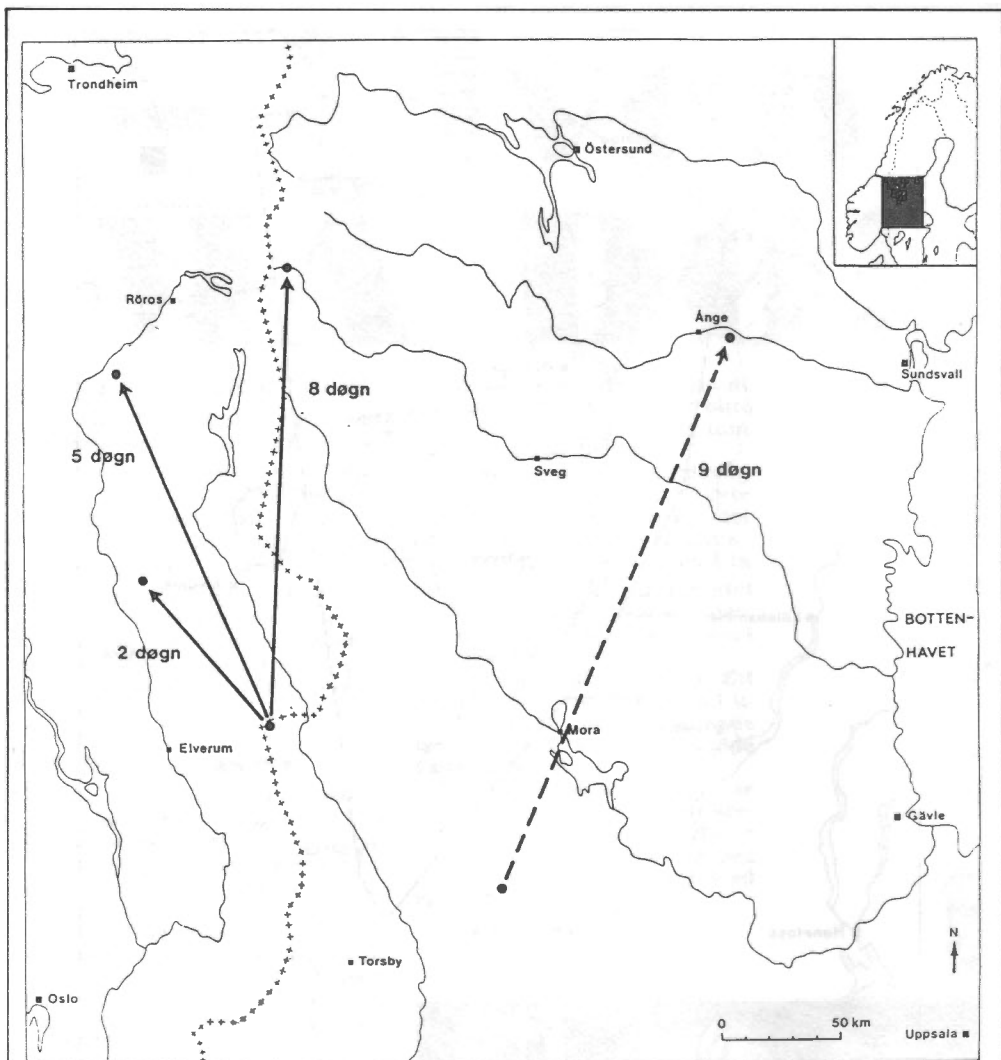 Trondheim
Östersund
Röros
Ånge
Sundsvall
8 døgn
5 døgn
Sveg
9 døgn
BOTTEN-
HAVET
2 døgn
Mora
Elverum
Gävle
N
Torsby
Oslo
0 50 km
Uppsala